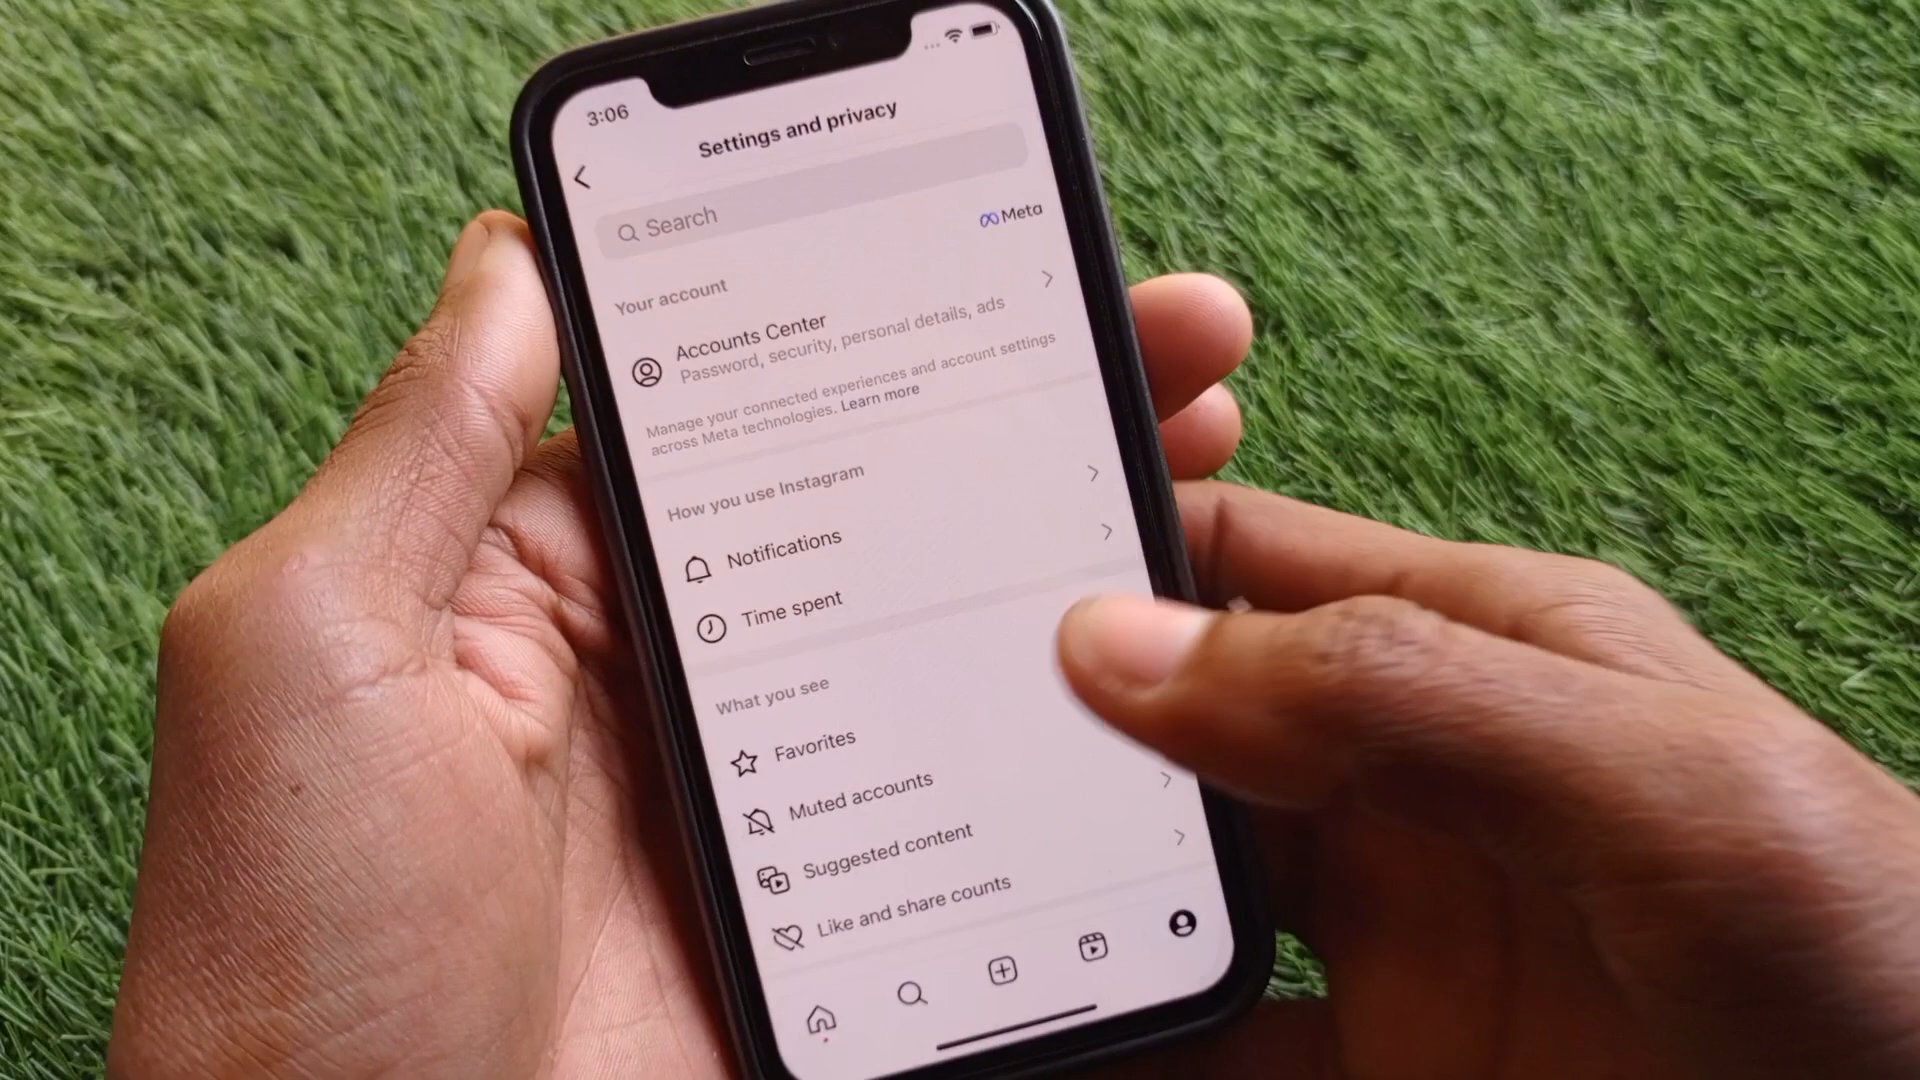 3:06
Settings and privacy
Search
Your account
Meta
Accounts Center
Password, security, personal details, ads
Manage your connected experiences and account settings
across Meta technologies. Learn more
How you use Instagram
Notifications
Time spent
What you see
Favorites
Muted accounts
Suggested content
Like and share counts